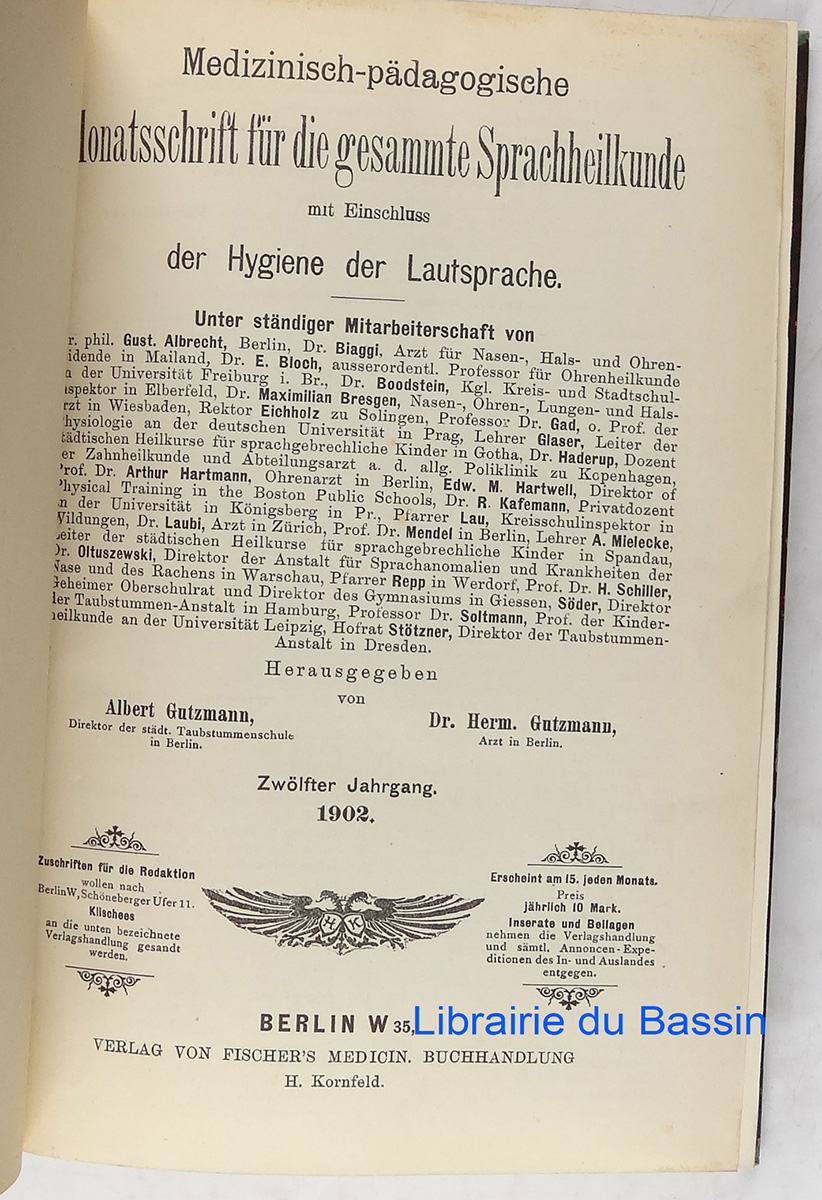 Medizinisch-pädagogische
onatsschrift für die gesammte Sprachheilkunde
mit Einschluss
der Hygiene der Lautsprache.
Unter ständiger Mitarbeiterschaft von
r. phil. Gust. Albrecht, Berlin, Dr. Biaggi, Arzt für Nasen-, Hals- und Ohren-
idende in Mailand, Dr. E. Bloch, ausserordentl. Professor für Ohrenheilkunde
der Universität Freiburg i. Br., Dr. Boodstein, Kgl. Kreis- und Stadtschul-
spektor in Elberfeld, Dr. Maximilian Bresgen, Nasen-, Ohren-, Lungen- und Hals-
rzt in Wiesbaden, Rektor Eichholz zu Solingen, Professor Dr. Gad, o. Prof. der
hysiologie an der deutschen Universität in Prag, Lehrer Glaser, Leiter der
tädtischen Heilkurse für sprachgebrechliche Kinder in Gotha, Dr. Haderup, Dozent
er Zahnheilkunde und Abteilungsarzt a. d. allg. Poliklinik zu Kopenhagen,
Prof. Dr. Arthur Hartmann, Ohrenarzt in Berlin, Edw. M. Hartwell, Direktor of
Physical Training in the Boston Public Schools, Dr. R. Kafemann, Privatdozent
n der Universität in Königsberg in Pr., Pfarrer Lau, Kreisschulinspektor in
Wildungen, Dr. Laubi, Arzt in Zürich, Prof. Dr. Mendel in Berlin, Lehrer A. Mielecke,
Leiter der städtischen Heilkurse für sprachgebrechliche Kinder in Spandau,
Dr. Oltuszewski, Direktor der Anstalt für Sprachanomalien und Krankheiten der
Nase und des Rachens in Warschau, Pfarrer Repp in Werdorf, Prof. Dr. H. Schiller,
Geheimer Oberschulrat und Direktor des Gymnasiums in Giessen, Söder, Direktor
der Taubstummen-Anstalt in Hamburg, Professor Dr. Soltmann, Prof. der Kinder-
heilkunde an der Universität Leipzig, Hofrat Stötzner, Direktor der Taubstummen-
Anstalt in Dresden.
Herausgegeben
von
Albert Gutzmann,
Direktor der städt. Taubstummenschule
in Berlin.
Dr. Herm. Gutzmann,
Arzt in Berlin.
Zwölfter Jahrgang.
1902.
Zuschriften für die Redaktion
wollen nach
Berlin W, Schöneberger Ufer 11.
Klischees
an die unten bezeichnete
Verlagshandlung gesandt
werden.
H K
Erscheint am 15. jeden Monats.
Preis
jährlich 10 Mark.
Inserate und Beilagen
nehmen die Verlagshandlung
und sämtl. Annoncen-Expe-
ditionen des In- und Auslandes
entgegen.
BERLIN W 35,
Librairie du Bassin
VERLAG VON FISCHER'S MEDICIN. BUCHHANDLUNG
H. Kornfeld.